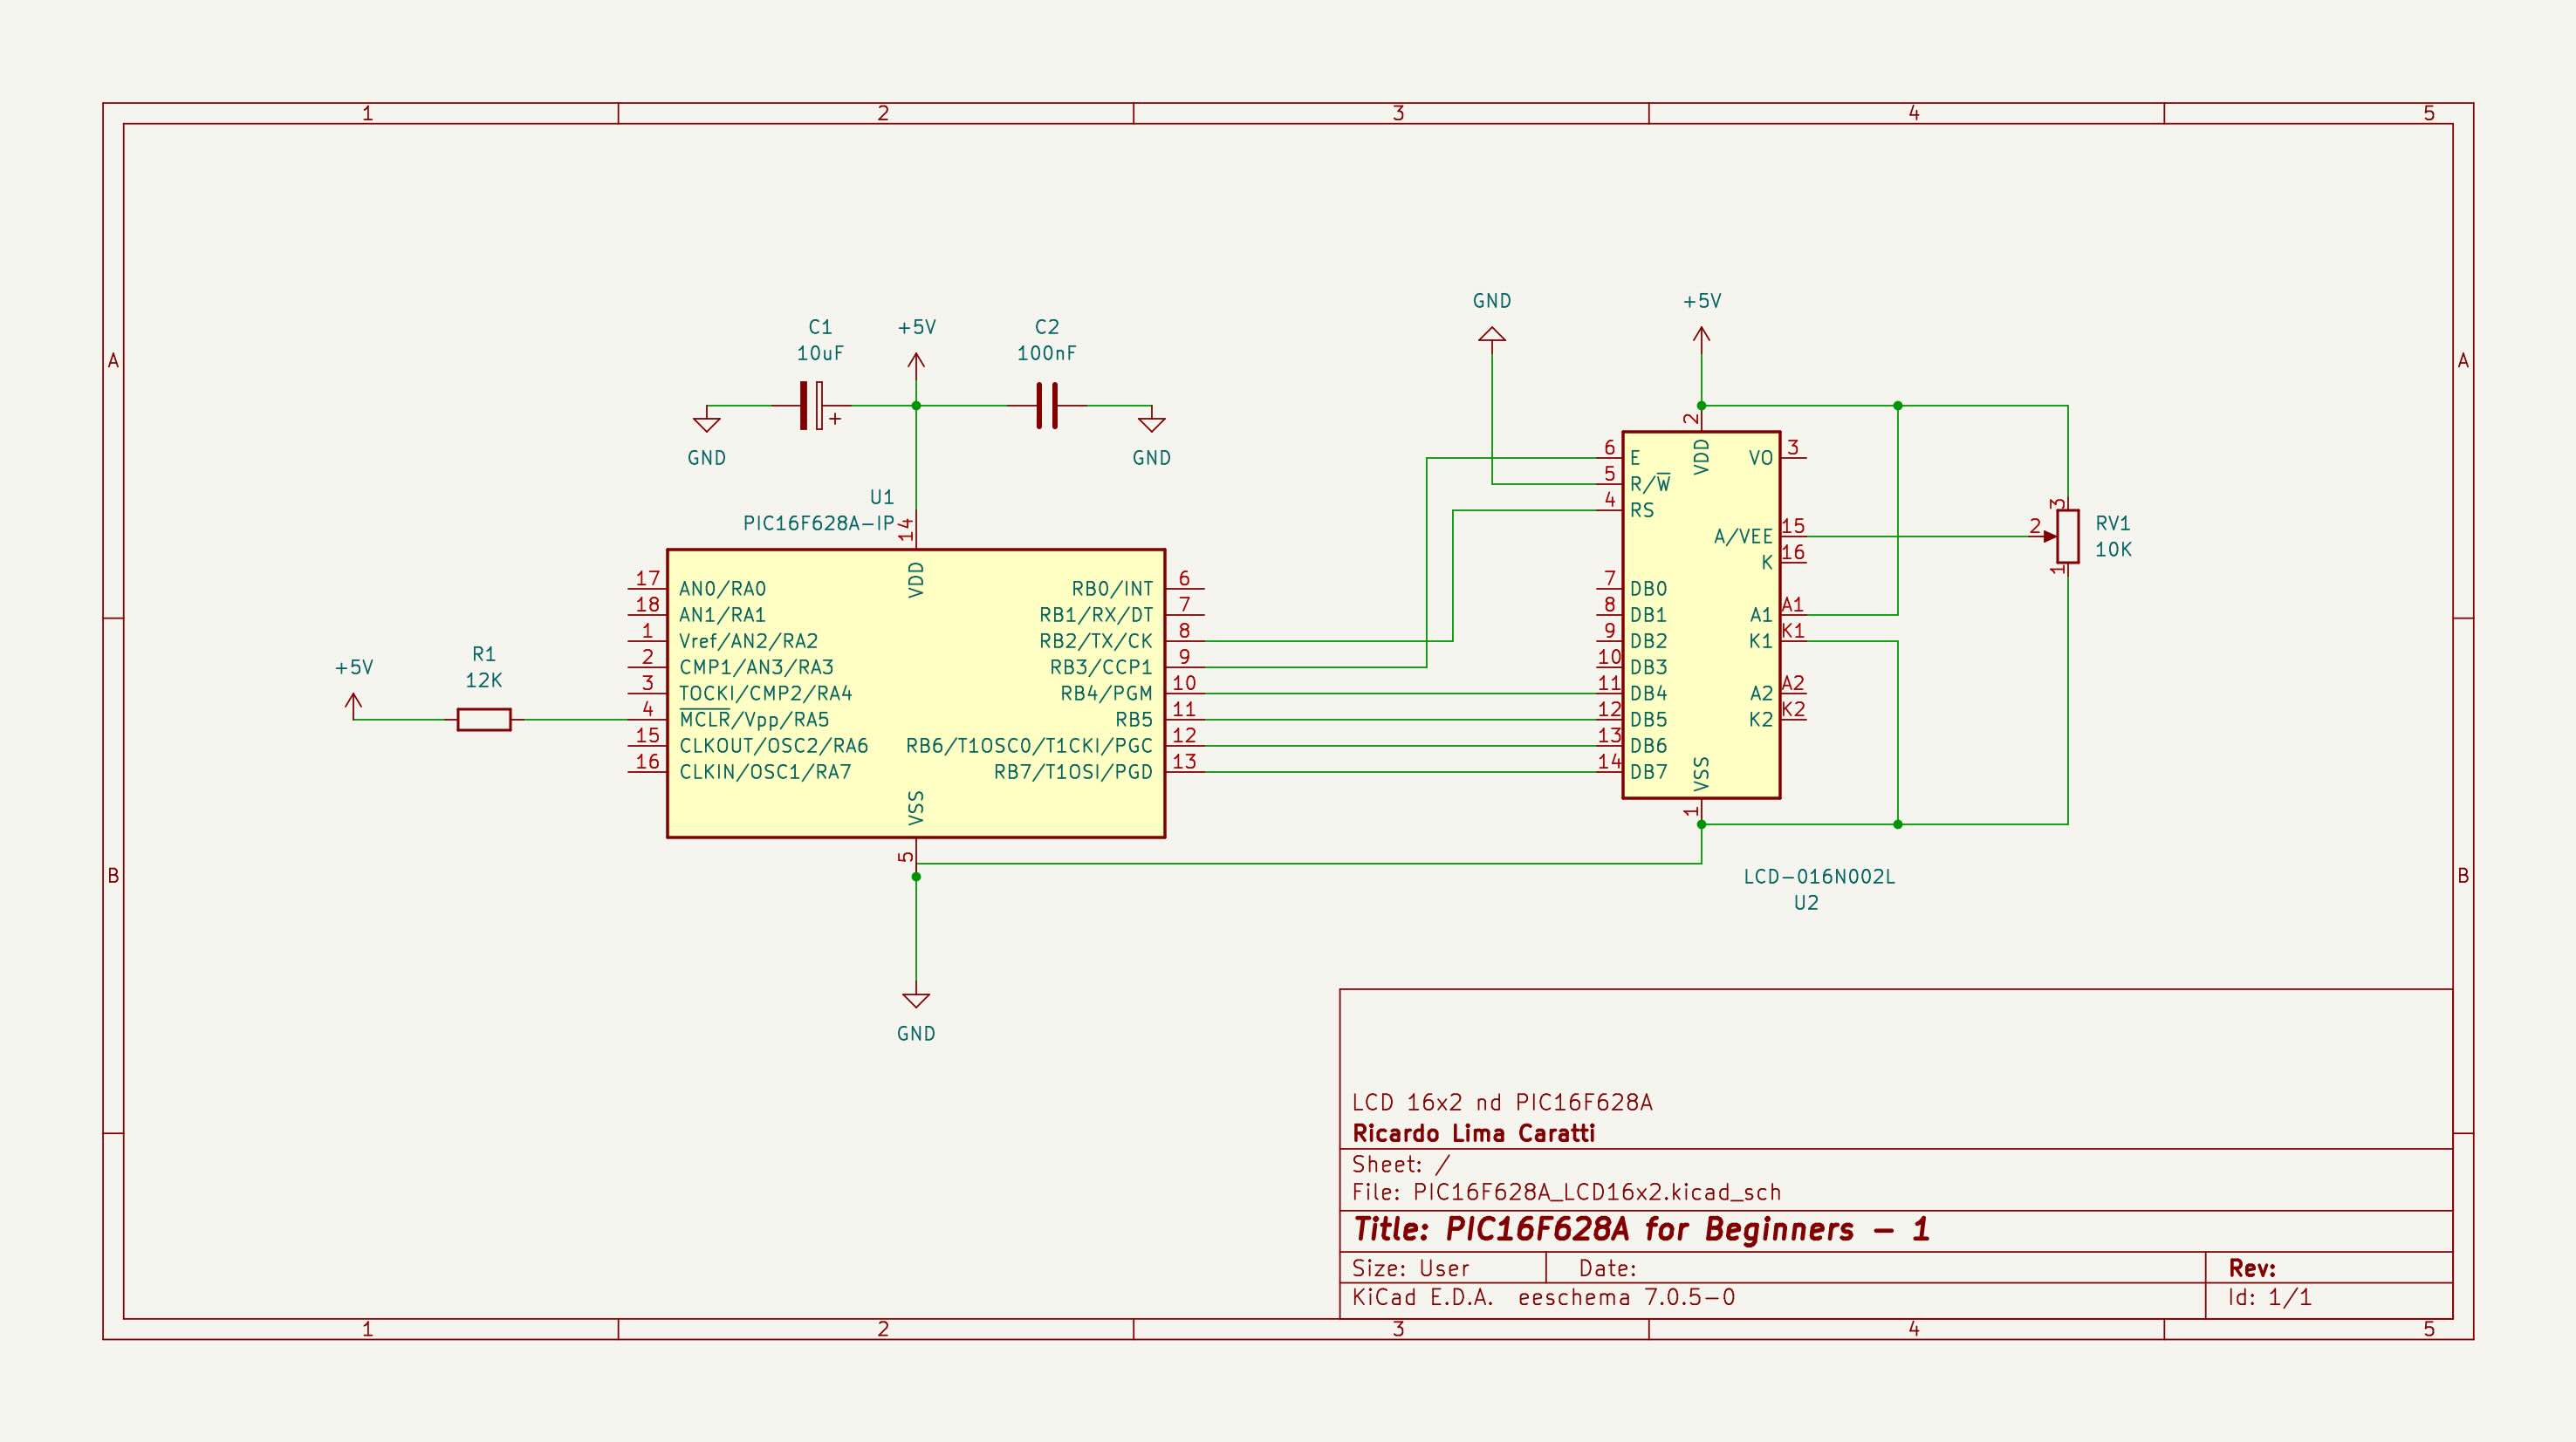 1 2 3 4 5
A
B
A
B
1 2 3 4 5
C1
10uF
+5V
C2
100nF
GND
GND
+5V
R1
12K
U1
PIC16F628A-IP
14
VDD
17 AN0/RA0
18 AN1/RA1
1 Vref/AN2/RA2
2 CMP1/AN3/RA3
3 TOCKI/CMP2/RA4
4 MCLR/Vpp/RA5
15 CLKOUT/OSC2/RA6
16 CLKIN/OSC1/RA7
RB0/INT 6
RB1/RX/DT 7
RB2/TX/CK 8
RB3/CCP1 9
RB4/PGM 10
RB5 11
RB6/T1OSO/T1CKI/PGC 12
RB7/T1OSI/PGD 13
VSS
5
GND
GND
+5V
2
VDD
6 E
5 R/W
4 RS
7 DB0
8 DB1
9 DB2
10 DB3
11 DB4
12 DB5
13 DB6
14 DB7
VO 3
A/VEE 15
K 16
A1 A1
K1 K1
A2 A2
K2 K2
VSS
1
3
2
1
RV1
10K
LCD-016N002L
U2
LCD 16x2 nd PIC16F628A
Ricardo Lima Caratti
Sheet: /
File: PIC16F628A_LCD16x2.kicad_sch
Title: PIC16F628A for Beginners - 1
Size: User Date: Rev:
KiCad E.D.A. eeschema 7.0.5-0 Id: 1/1